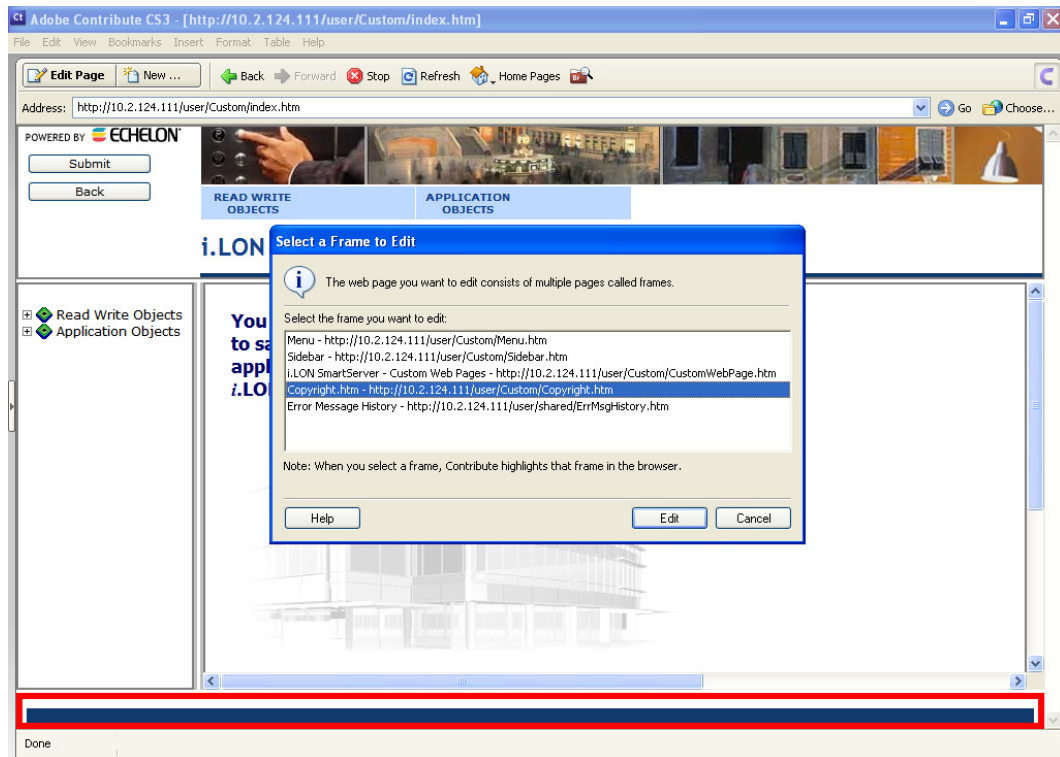 Adobe Contribute CS3 - [http://10.2.124.111/user/Custom/index.htm]
File Edit View Bookmarks Insert Format Table Help
Edit Page New ... Back Forward Stop Refresh Home Pages
Address: http://10.2.124.111/user/Custom/index.htm Go Choose...
POWERED BY ECHELON
Submit
Back
READ WRITE
OBJECTS
APPLICATION
OBJECTS
i.LON
Select a Frame to Edit
The web page you want to edit consists of multiple pages called frames.
Select the frame you want to edit:
Menu - http://10.2.124.111/user/Custom/Menu.htm
Sidebar - http://10.2.124.111/user/Custom/Sidebar.htm
i.LON SmartServer - Custom Web Pages - http://10.2.124.111/user/Custom/CustomWebPage.htm
Copyright.htm - http://10.2.124.111/user/Custom/Copyright.htm
Error Message History - http://10.2.124.111/user/shared/ErrMsgHistory.htm
Note: When you select a frame, Contribute highlights that frame in the browser.
Help Edit Cancel
Read Write Objects
Application Objects
You
to sa
appl
i.LO
Done